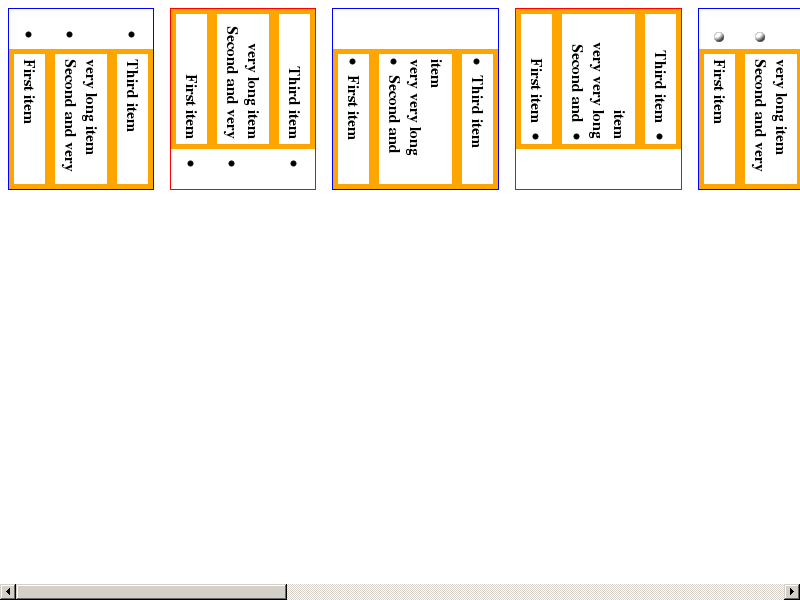 • First item
• Second and very
very long item
• Third item
First item •
Second and very •
very long item
Third item •
• First item
• Second and
very very long
item
• Third item
First item •
Second and •
very very long
item
Third item •
First item
Second and very
very long item